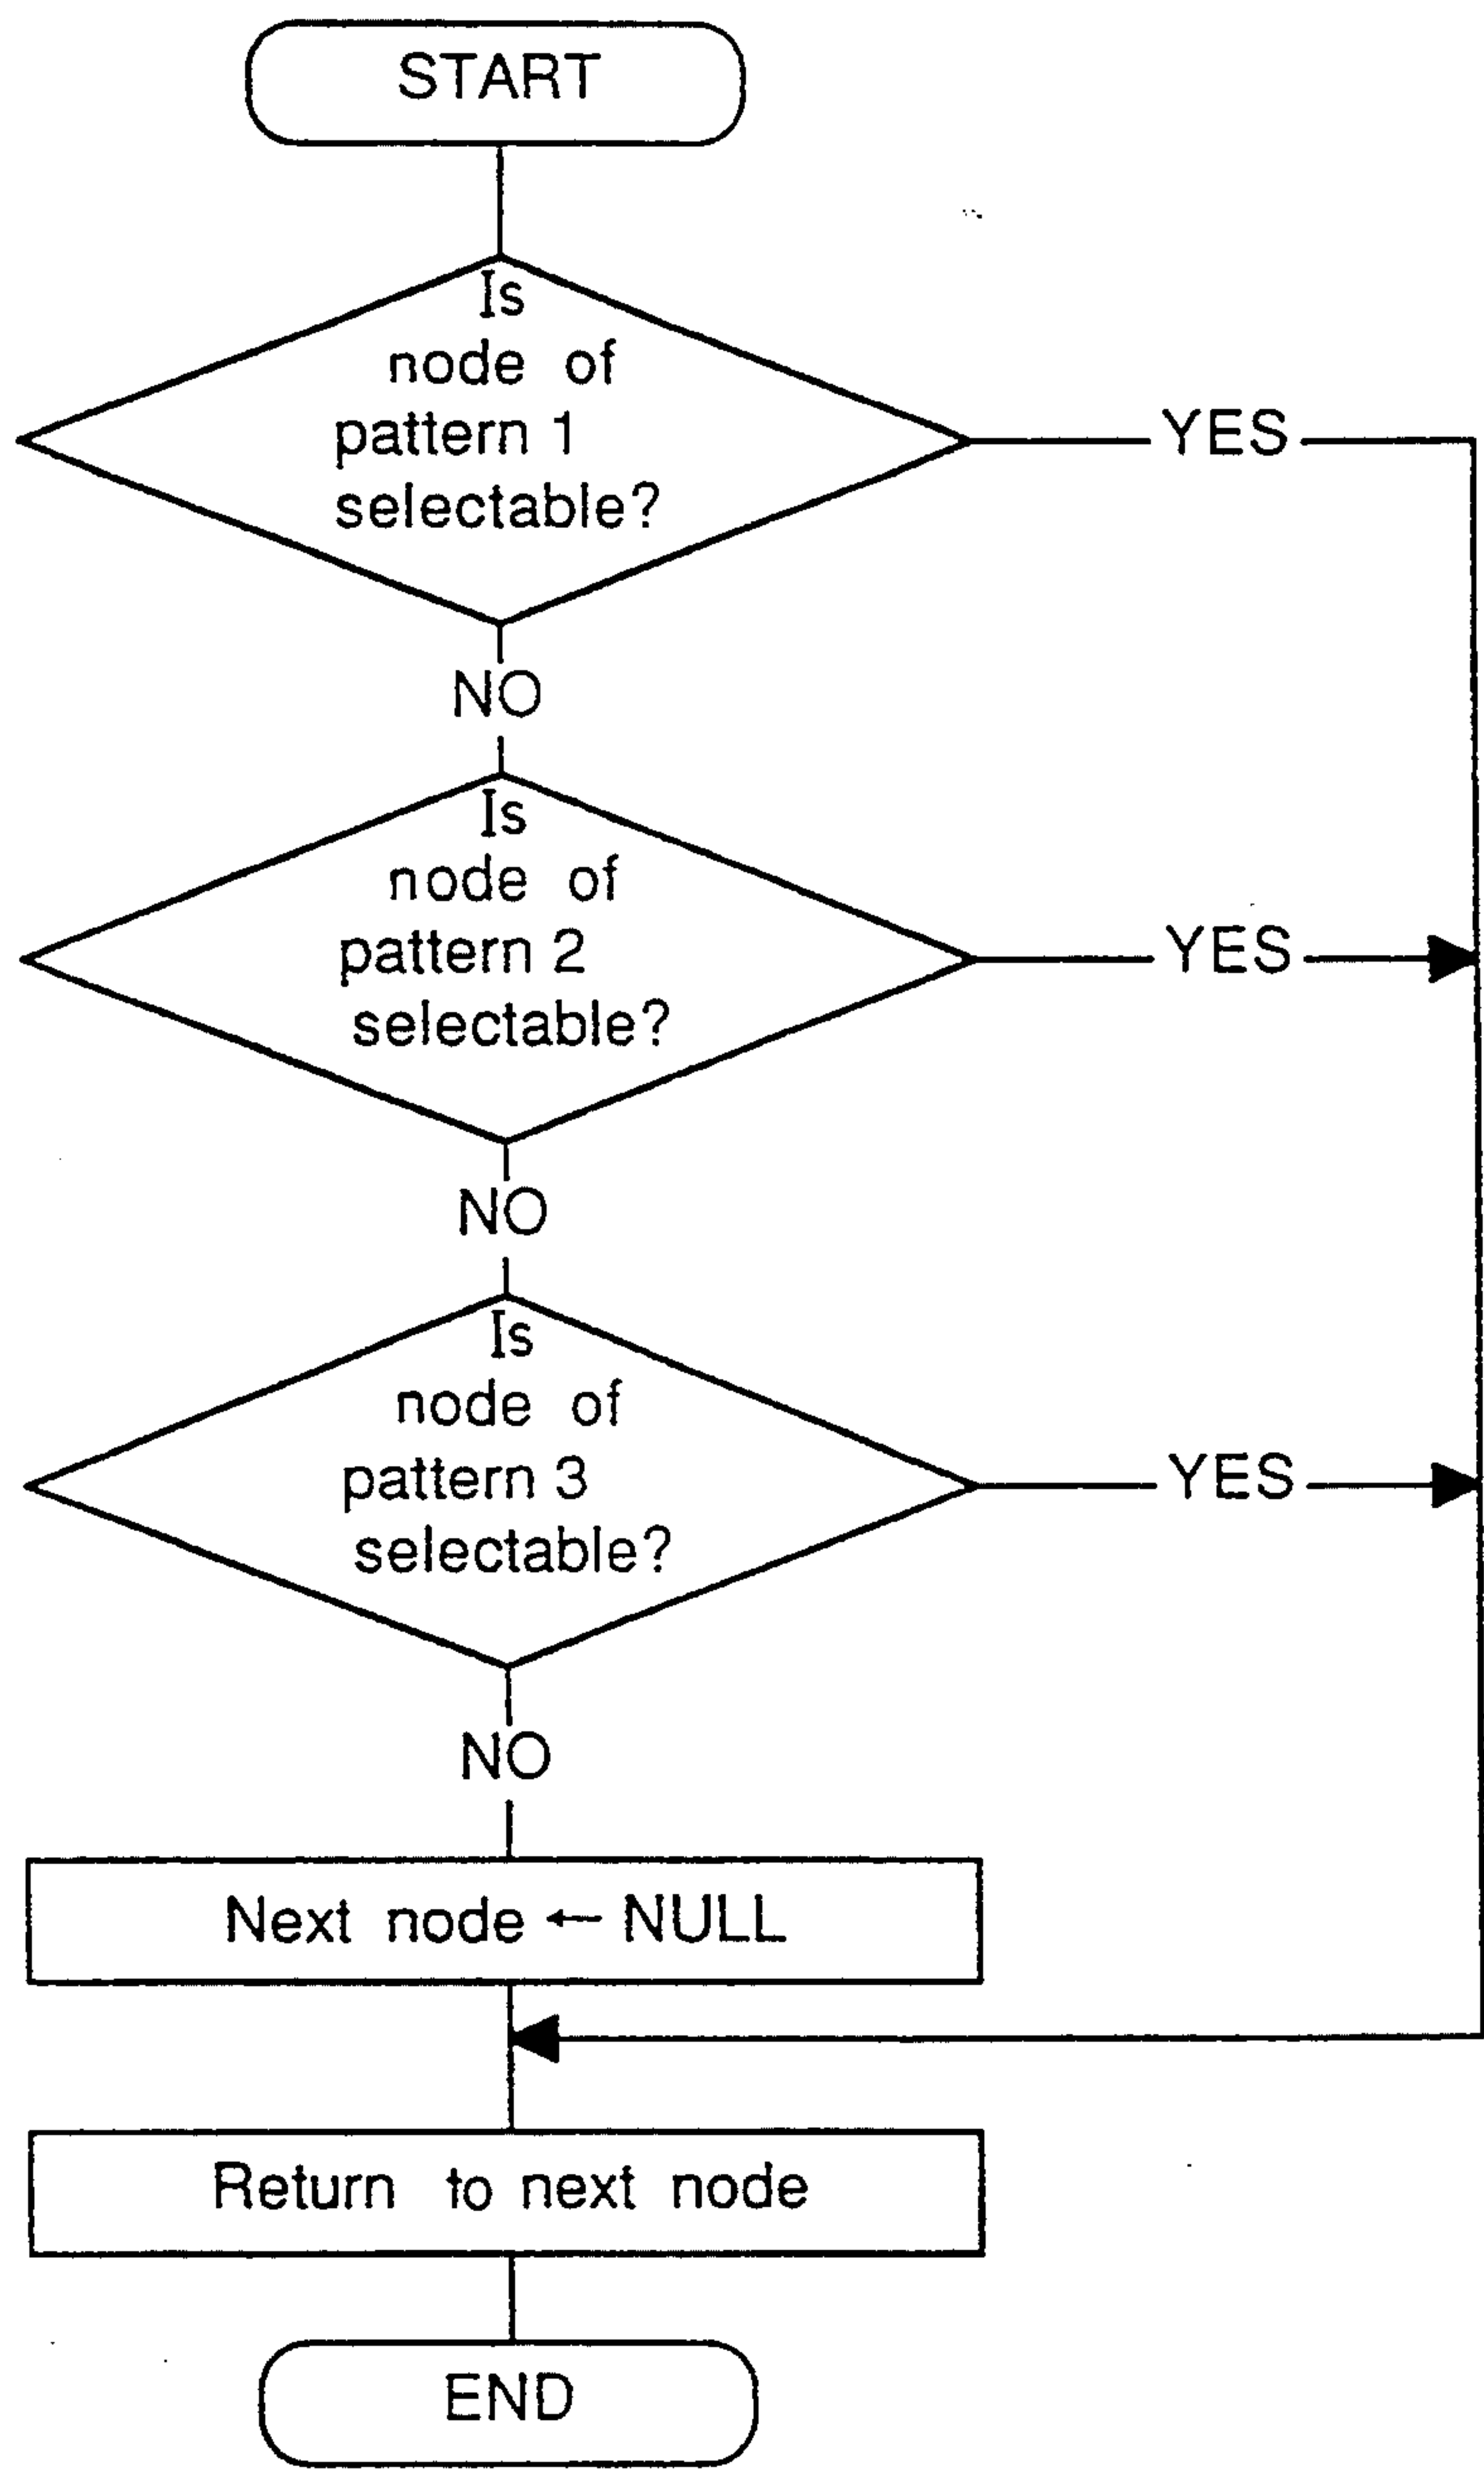 START
Is
node of
pattern 1
selectable?
YES
NO
Is
node of
pattern 2
selectable?
YES
NO
Is
node of
pattern 3
selectable?
YES
NO
Next node ← NULL
Return to next node
END